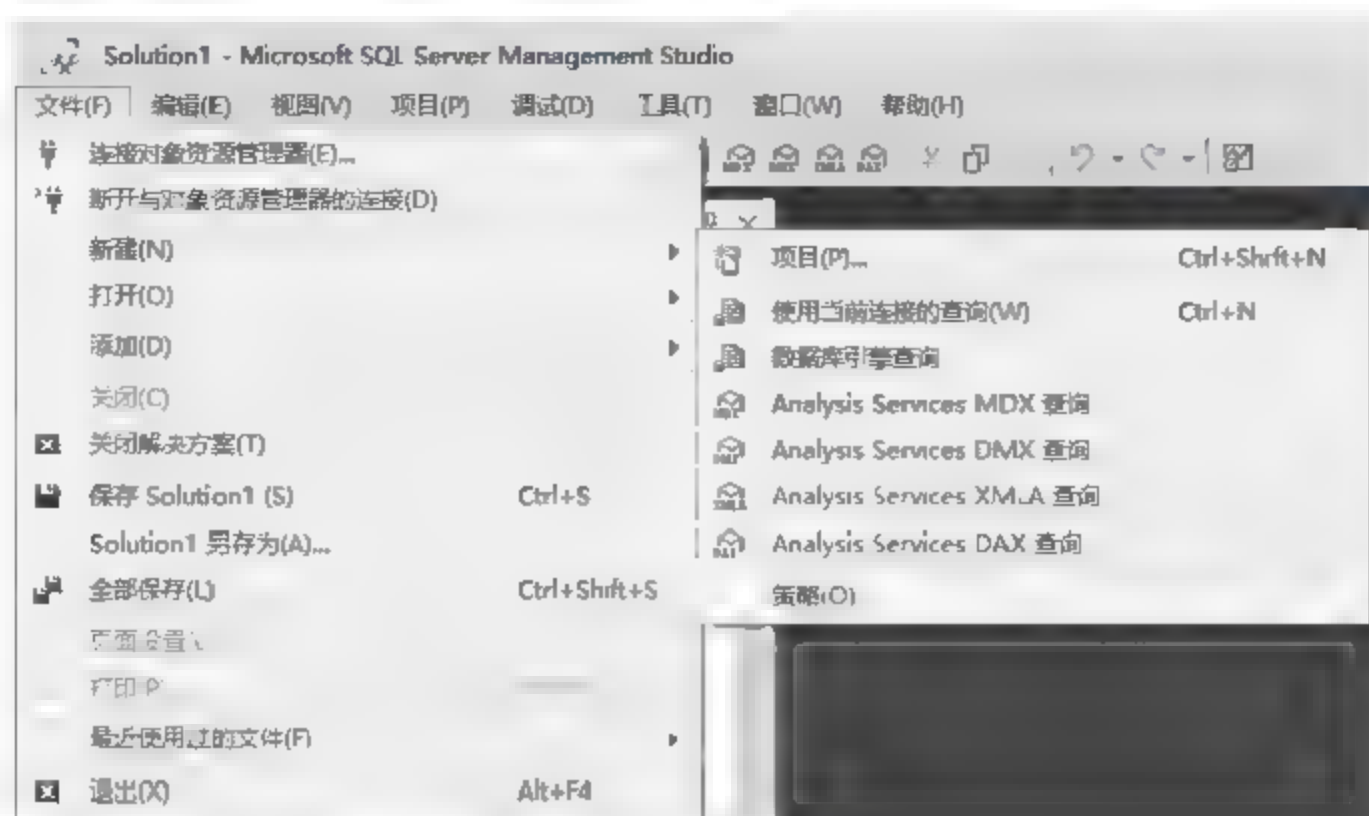 Solution1 - Microsoft SQL Server Management Studio
文件(F) 编辑(E) 视图(V) 项目(P) 调试(D) 工具(T) 窗口(W) 帮助(H)
连接对象资源管理器(E)...
断开与对象资源管理器的连接(D)
新建(N)
打开(O)
添加(D)
关闭(C)
关闭解决方案(T)
保存 Solution1 (S) Ctrl+S
Solution1 另存为(A)...
全部保存(L) Ctrl+Shift+S
页面设置
打印 P
最近使用过的文件(F)
退出(X) Alt+F4
项目(P)... Ctrl+Shift+N
使用当前连接的查询(W) Ctrl+N
数据库引擎查询
Analysis Services MDX 查询
Analysis Services DMX 查询
Analysis Services XMLA 查询
Analysis Services DAX 查询
策略(O)